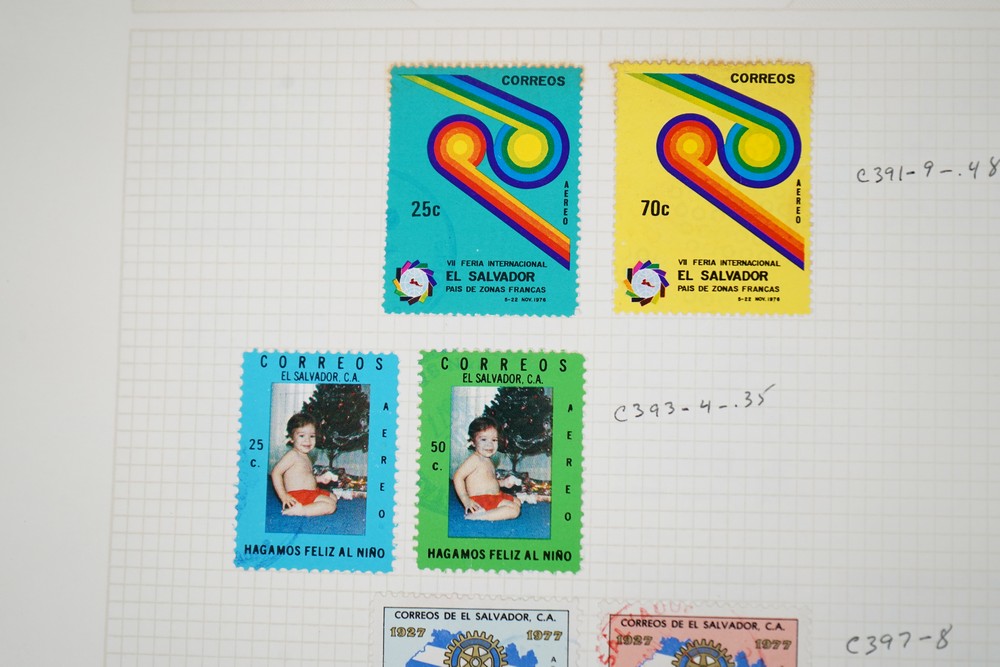 CORREOS
AEREO
25c
VII FERIA INTERNACIONAL
EL SALVADOR
PAIS DE ZONAS FRANCAS
5-22 NOV. 1976
CORREOS
AEREO
70c
VII FERIA INTERNACIONAL
EL SALVADOR
PAIS DE ZONAS FRANCAS
5-22 NOV. 1976
C391-9-.48
CORREOS
EL SALVADOR, C.A.
AEREO
25
C.
HAGAMOS FELIZ AL NIÑO
CORREOS
EL SALVADOR, C.A.
AEREO
50
C.
HAGAMOS FELIZ AL NIÑO
C393-4-.35
CORREOS DE EL SALVADOR, C.A.
1927 1977
A
CORREOS DE EL SALVADOR, C.A.
1927 1977
C397-8